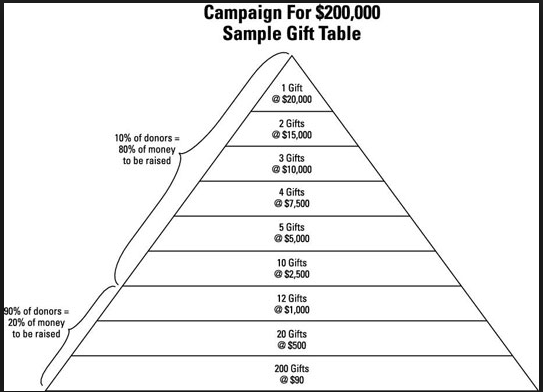 Campaign For $200,000
Sample Gift Table
1 Gift
@ $20,000
2 Gifts
@ $15,000
10% of donors =
80% of money
to be raised
3 Gifts
@ $10,000
4 Gifts
@ $7,500
5 Gifts
@ $5,000
10 Gifts
@ $2,500
12 Gifts
@ $1,000
90% of donors =
20% of money
to be raised
20 Gifts
@ $500
200 Gifts
@ $90